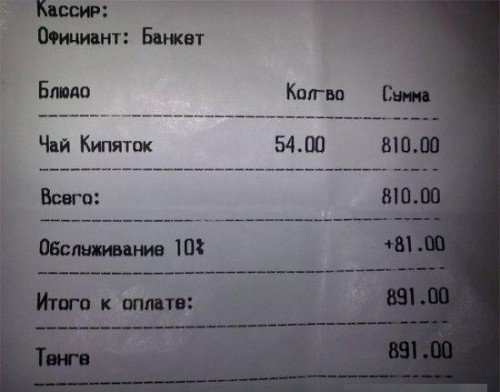 Кассир:
Официант: Банкет
Блюдо Кол-во Сумма
Чай Кипяток 54.00 810.00
Всего: 810.00
Обслуживание 10% +81.00
Итого к оплате: 891.00
Тенге 891.00